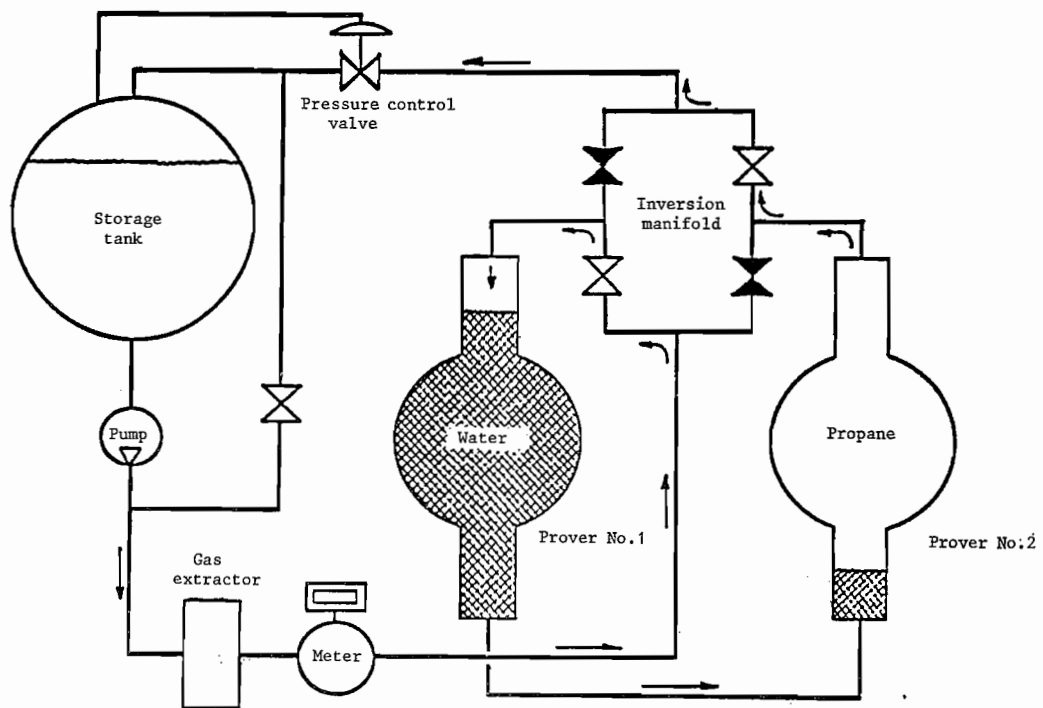 Pressure control
valve
Storage
tank
Inversion
manifold
Pump
Water
Propane
Prover No.1
Prover No.2
Gas
extractor
Meter